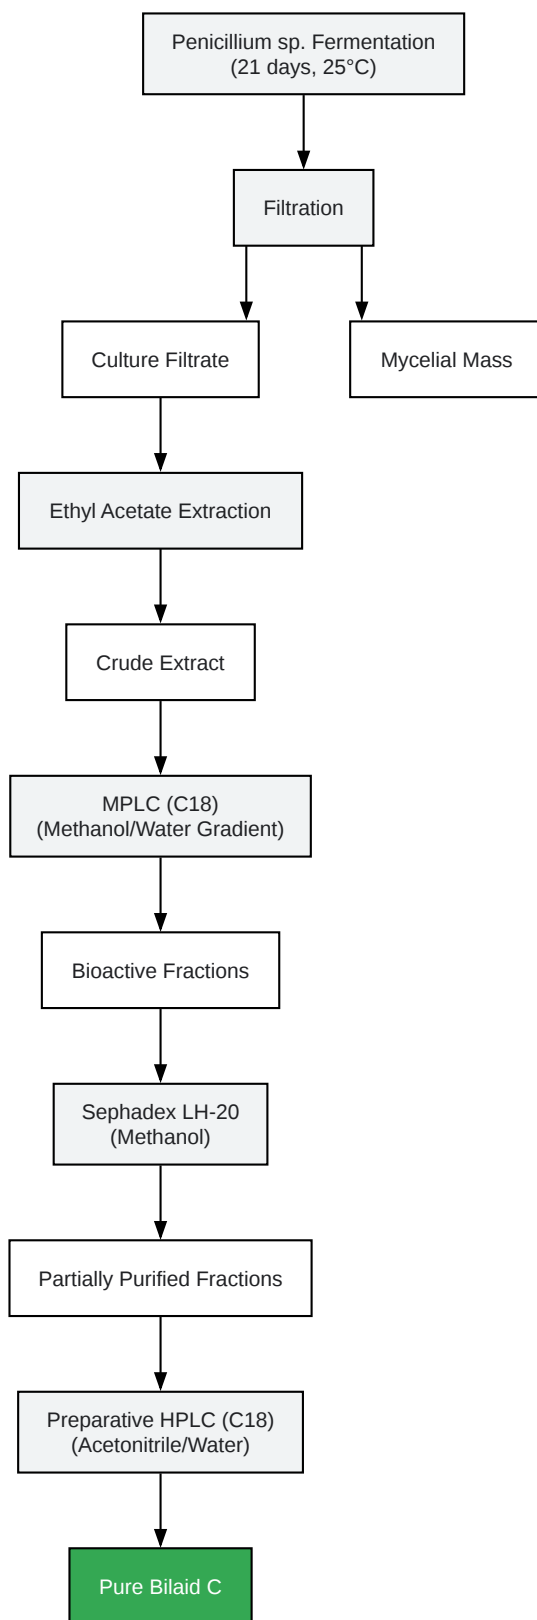 Penicillium sp. Fermentation
(21 days, 25°C)
Filtration
Culture Filtrate
Mycelial Mass
Ethyl Acetate Extraction
Crude Extract
MPLC (C18)
(Methanol/Water Gradient)
Bioactive Fractions
Sephadex LH-20
(Methanol)
Partially Purified Fractions
Preparative HPLC (C18)
(Acetonitrile/Water)
Pure Bilaid C